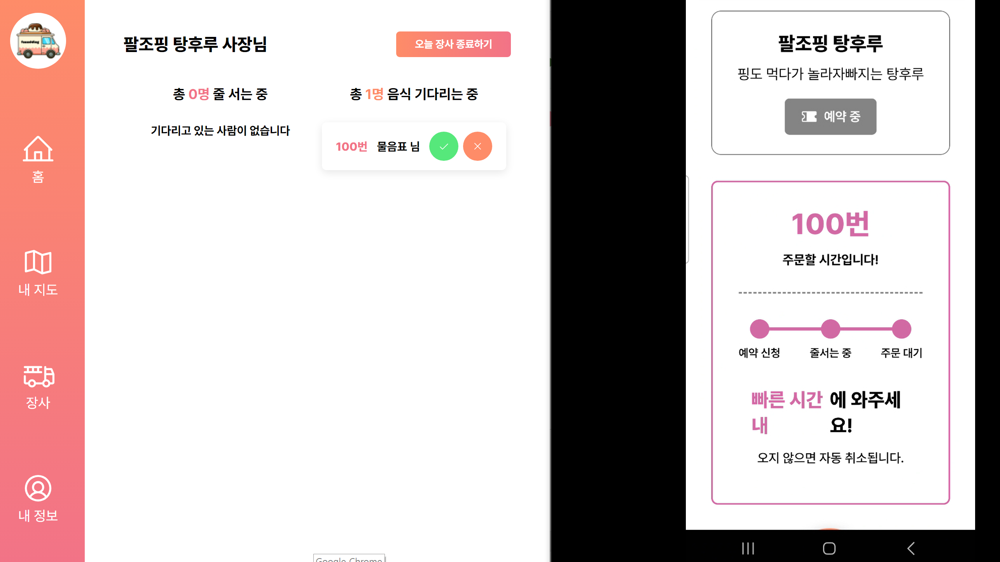 홈
내 지도
장사
내 정보
팔조핑 탕후루 사장님
오늘 장사 종료하기
총 0명 줄 서는 중
기다리고 있는 사람이 없습니다
총 1명 음식 기다리는 중
100번 물음표 님
Google Chrome
팔조핑 탕후루
핑도 먹다가 놀라자빠지는 탕후루
예약 중
100번
주문할 시간입니다!
예약 신청 줄서는 중 주문 대기
빠른 시간 에 와주세
내 요!
오지 않으면 자동 취소됩니다.